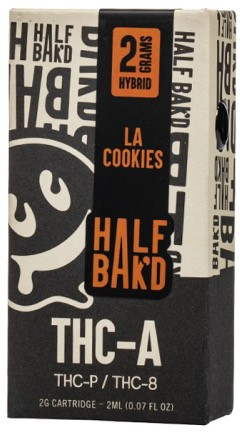 HALF
BAK'D
2
GRAMS
HYBRID
HALF BAK'D
LA
COOKIES
HALF
BAK'D
THC-A
THC-P / THC-8
2G CARTRIDGE - 2ML (0.07 FL OZ)